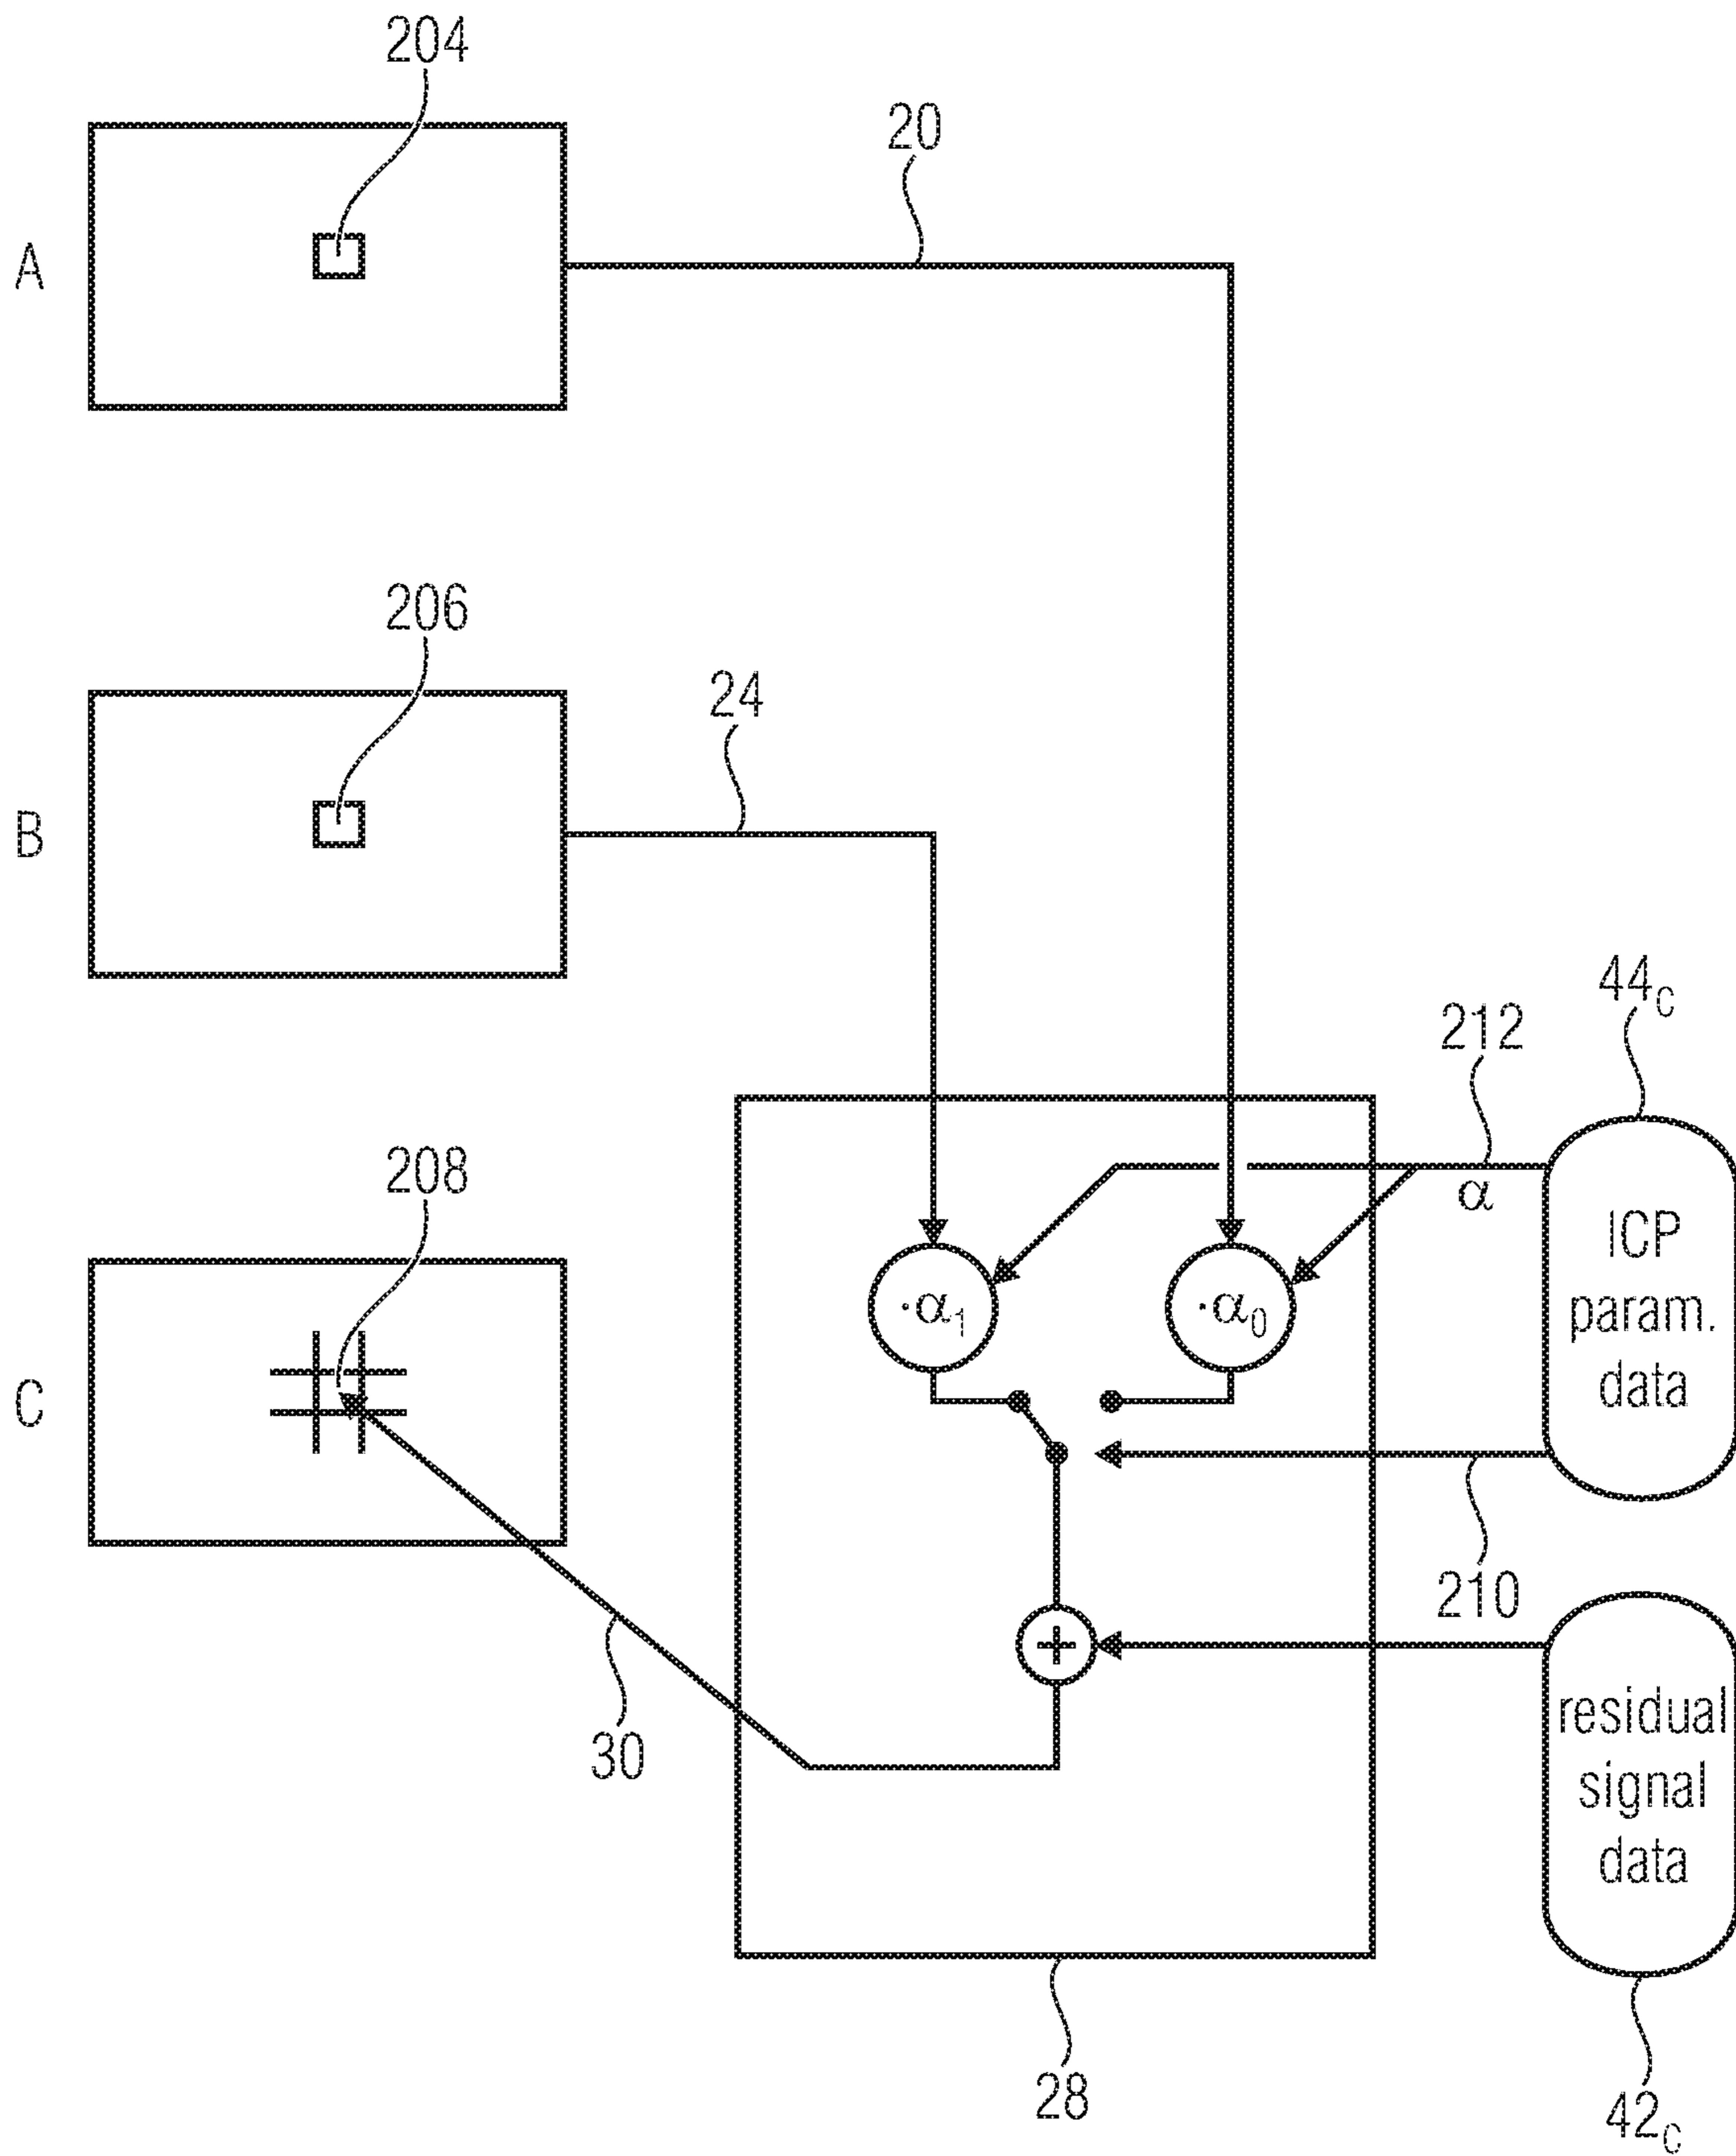 204
20
A
206
24
B
44c
212
208
α
ICP
param.
data
·α1
·α0
C
210
30
+
residual
signal
data
28
42c